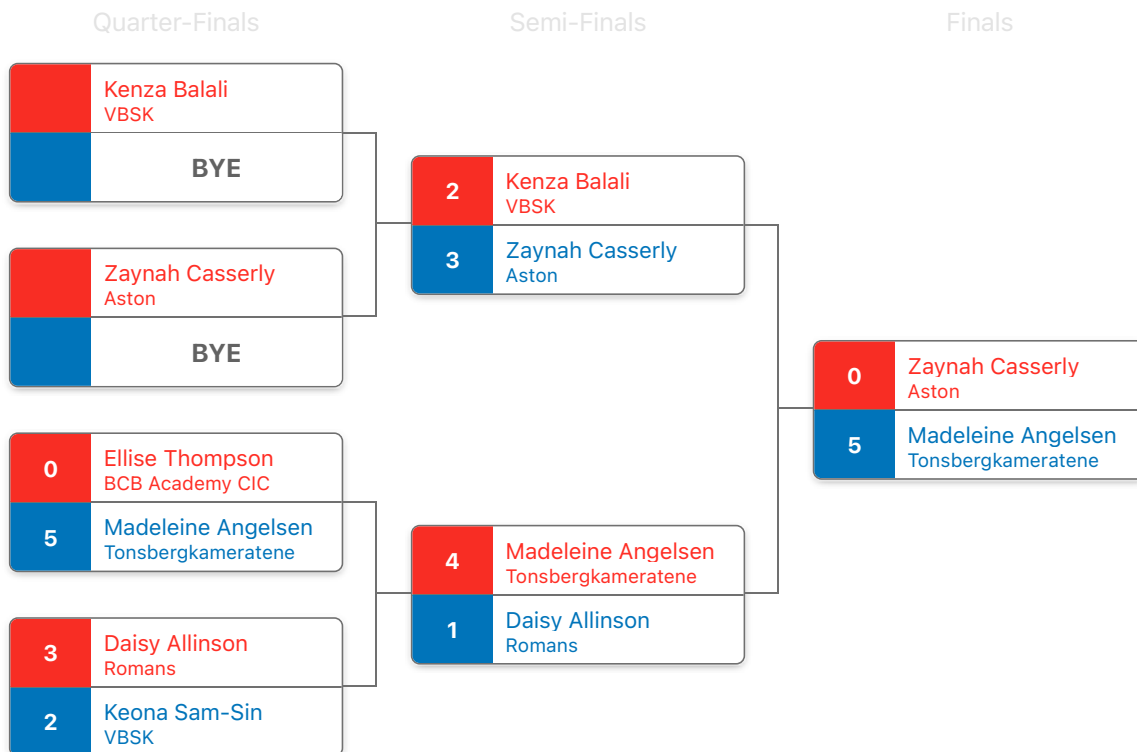 Quarter-Finals
Semi-Finals
Finals
Kenza Balali
VBSK
BYE
Zaynah Casserly
Aston
BYE
0
Ellise Thompson
BCB Academy CIC
5
Madeleine Angelsen
Tonsbergkameratene
3
Daisy Allinson
Romans
2
Keona Sam-Sin
VBSK
2
Kenza Balali
VBSK
3
Zaynah Casserly
Aston
4
Madeleine Angelsen
Tonsbergkameratene
1
Daisy Allinson
Romans
0
Zaynah Casserly
Aston
5
Madeleine Angelsen
Tonsbergkameratene